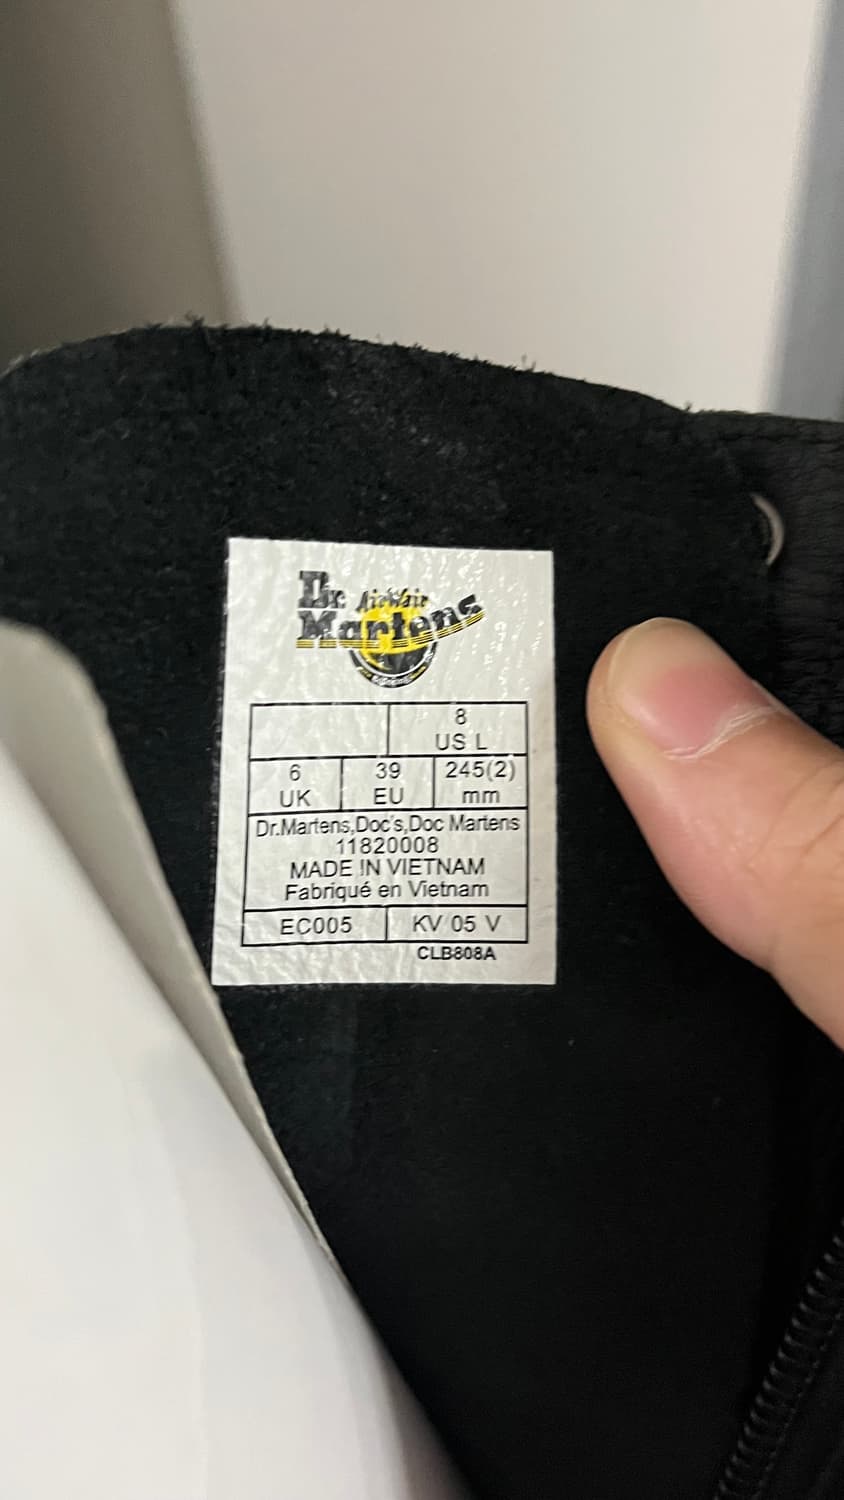 Dr. AirWair
Martens
8
US L
6 39 245(2)
UK EU mm
Dr.Martens,Doc's,Doc Martens
11820008
MADE IN VIETNAM
Fabriqué en Vietnam
EC005 KV 05 V
CLB808A